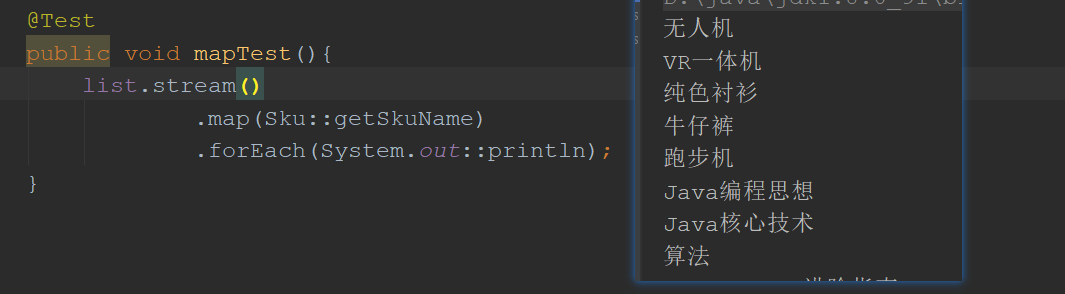 @Test
public void mapTest(){
list.stream()
.map(Sku::getSkuName)
.forEach(System.out::println);
}
无人机
VR一体机
纯色衬衫
牛仔裤
跑步机
Java编程思想
Java核心技术
算法